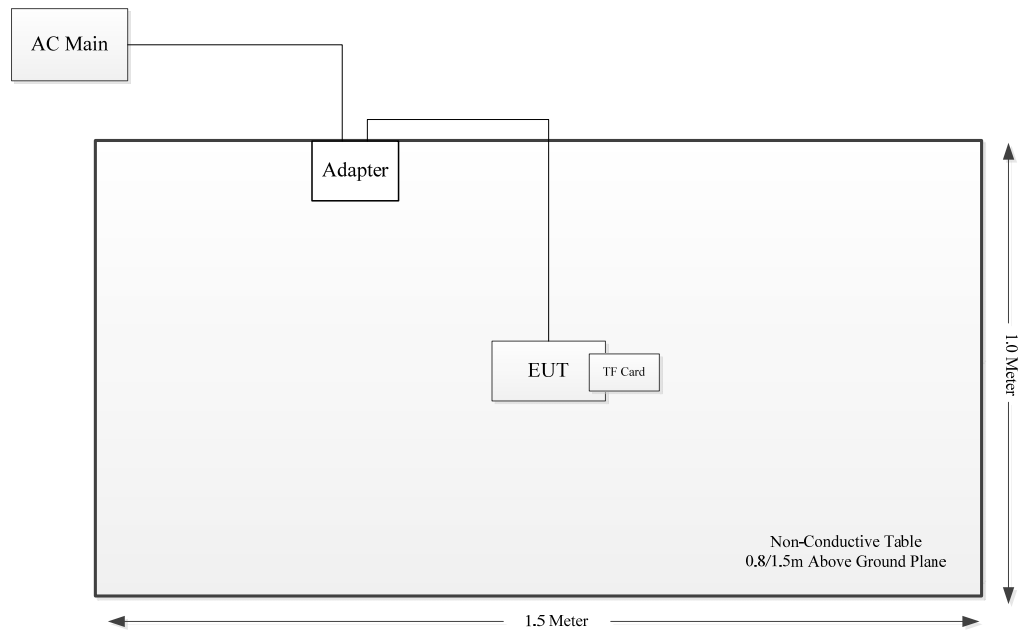 AC Main
Adapter
EUT
TF Card
1.0 Meter
Non-Conductive Table
0.8/1.5m Above Ground Plane
1.5 Meter